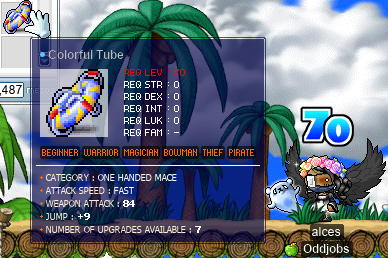 Colorful Tube
REQ LEV : 70
REQ STR : 0
REQ DEX : 0
REQ INT : 0
REQ LUK : 0
REQ FAM : -
,487
BEGINNER WARRIOR MAGICIAN BOWMAN THIEF PIRATE
CATEGORY : ONE HANDED MACE
ATTACK SPEED : FAST
WEAPON ATTACK : 84
JUMP : +9
NUMBER OF UPGRADES AVAILABLE : 7
70
alces
Oddjobs